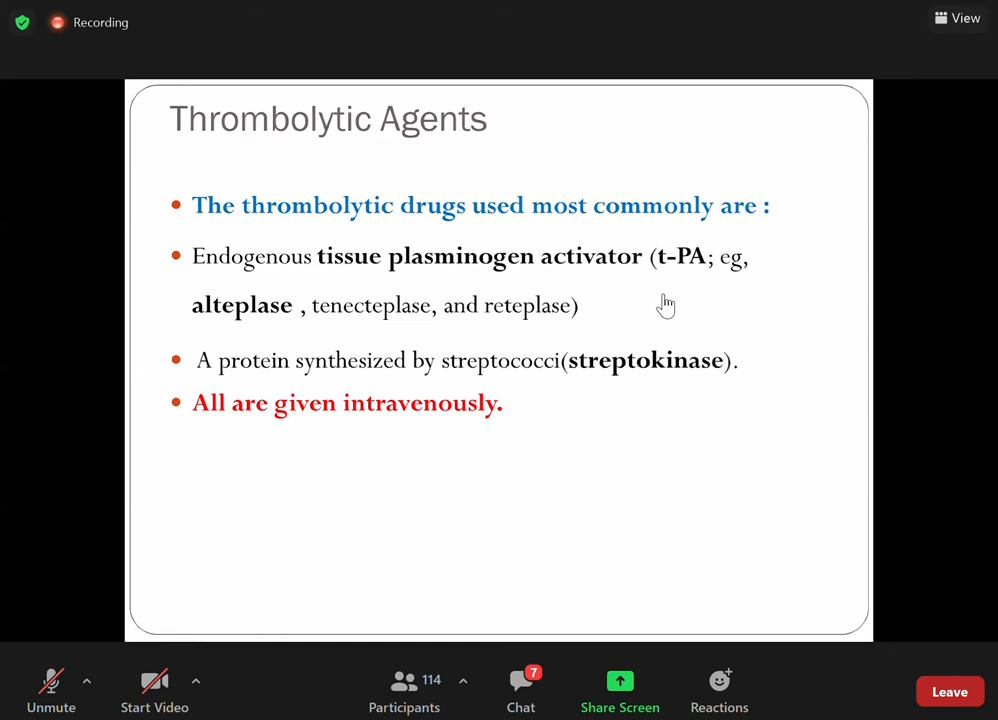 Recording
View
Thrombolytic Agents
• The thrombolytic drugs used most commonly are :
• Endogenous tissue plasminogen activator (t-PA; eg,
alteplase , tenecteplase, and reteplase)
• A protein synthesized by streptococci(streptokinase).
• All are given intravenously.
114
7
Unmute
Start Video
Participants
Chat
Share Screen
Reactions
Leave